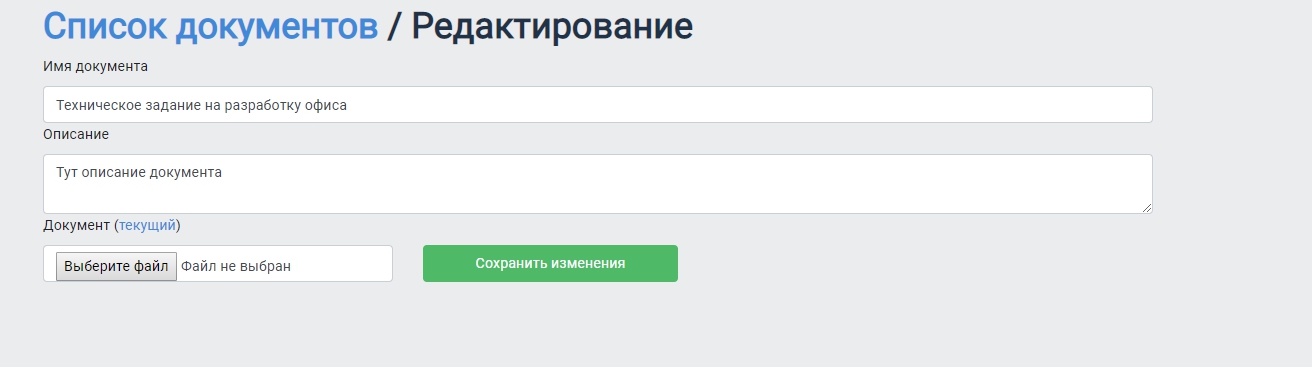 Список документов / Редактирование
Имя документа
Техническое задание на разработку офиса
Описание
Тут описание документа
Документ (текущий)
Выберите файл Файл не выбран Сохранить изменения